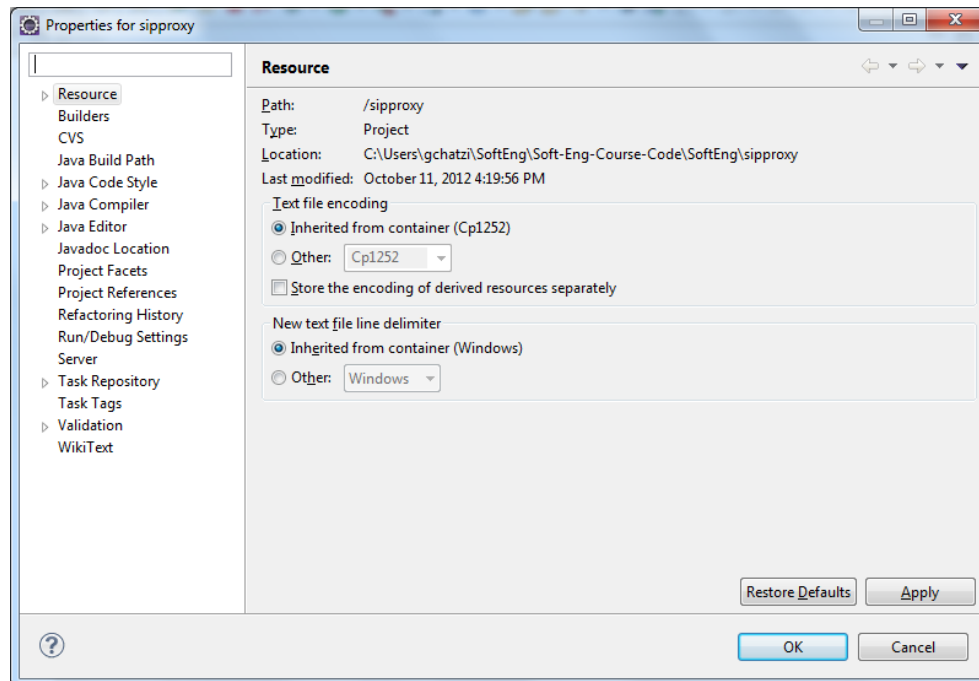 Properties for sipproxy
Resource
Builders
CVS
Java Build Path
Java Code Style
Java Compiler
Java Editor
Javadoc Location
Project Facets
Project References
Refactoring History
Run/Debug Settings
Server
Task Repository
Task Tags
Validation
WikiText
Resource
Path: /sipproxy
Type: Project
Location: C:\Users\gchatzi\SoftEng\Soft-Eng-Course-Code\SoftEng\sipproxy
Last modified: October 11, 2012 4:19:56 PM
Text file encoding
Inherited from container (Cp1252)
Other: Cp1252
Store the encoding of derived resources separately
New text file line delimiter
Inherited from container (Windows)
Other: Windows
Restore Defaults Apply
? OK Cancel